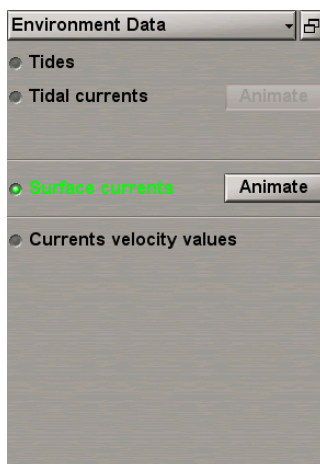 Environment Data
Tides
Tidal currents Animate
Surface currents Animate
Currents velocity values